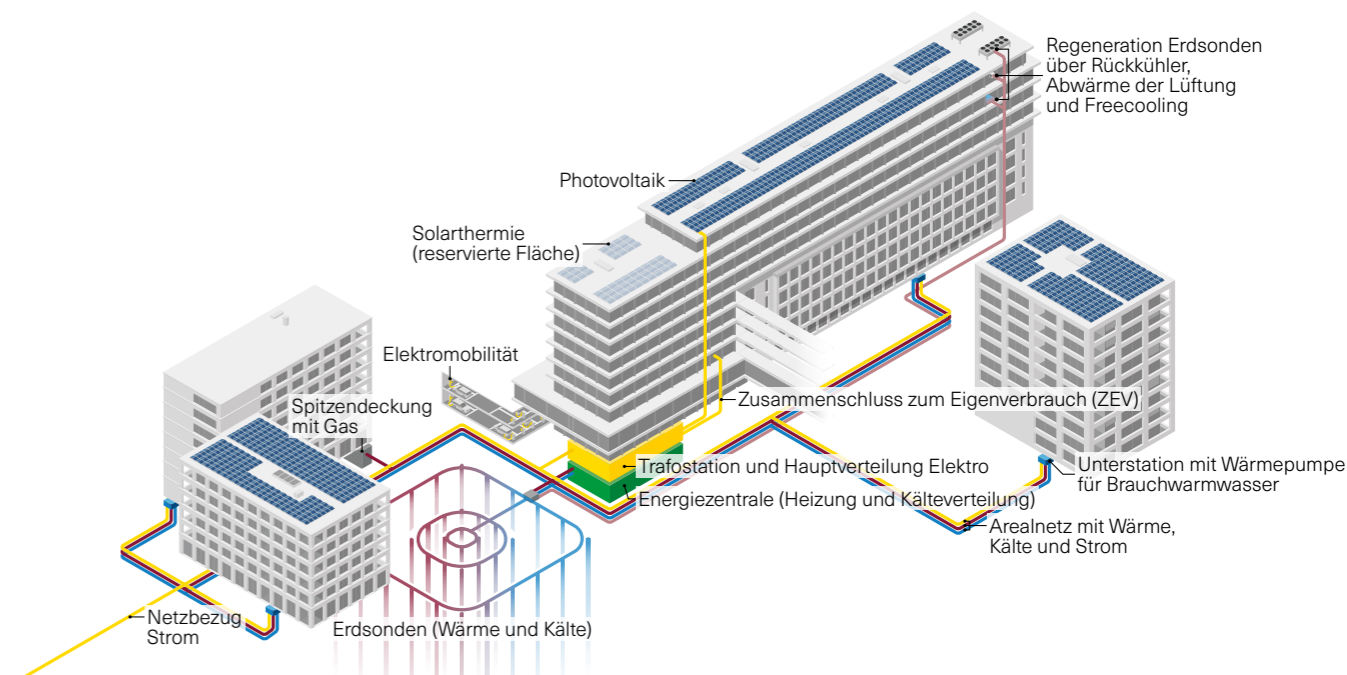 Regeneration Erdsonden
über Rückkühler,
Abwärme der Lüftung
und Freecooling
Photovoltaik
Solarthermie
(reservierte Fläche)
Elektromobilität
Spitzendeckung
mit Gas
Zusammenschluss zum Eigenverbrauch (ZEV)
Trafostation und Hauptverteilung Elektro
Energiezentrale (Heizung und Kälteverteilung)
Unterstation mit Wärmepumpe
für Brauchwarmwasser
Arealnetz mit Wärme,
Kälte und Strom
Netzbezug
Strom
Erdsonden (Wärme und Kälte)